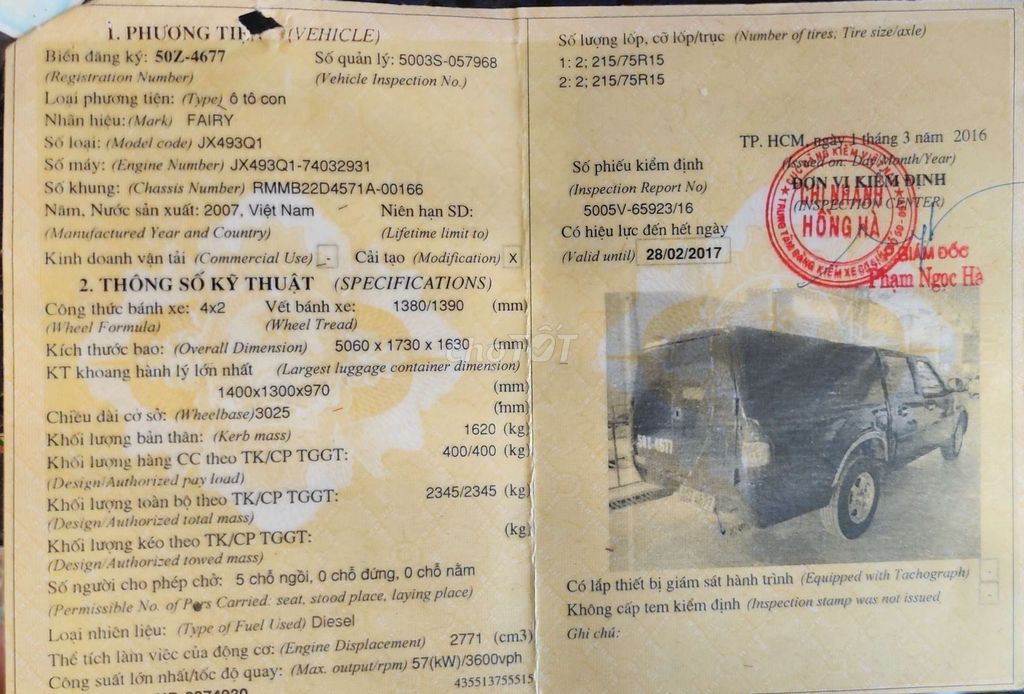 1. PHƯƠNG TIỆN (VEHICLE)
Biển đăng ký: 50Z-4677 Số quản lý: 5003S-057968
(Registration Number) (Vehicle Inspection No.)
Loại phương tiện: (Type) ô tô con
Nhãn hiệu: (Mark) FAIRY
Số loại: (Model code) JX493Q1
Số máy: (Engine Number) JX493Q1-74032931
Số khung: (Chassis Number) RMMB22D4571A-00166
Năm, Nước sản xuất: 2007, Việt Nam Niên hạn SD:
(Manufactured Year and Country) (Lifetime limit to)
Kinh doanh vận tải (Commercial Use) - Cải tạo (Modification) X
2. THÔNG SỐ KỸ THUẬT (SPECIFICATIONS)
Công thức bánh xe: 4x2 Vết bánh xe: 1380/1390 (mm)
(Wheel Formula) (Wheel Tread)
Kích thước bao: (Overall Dimension) 5060 x 1730 x 1630 (mm)
KT khoang hành lý lớn nhất (Largest luggage container dimension)
1400x1300x970 (mm)
Chiều dài cơ sở: (Wheelbase) 3025 (mm)
Khối lượng bản thân: (Kerb mass) 1620 (kg)
Khối lượng hàng CC theo TK/CP TGGT: 400/400 (kg)
(Design/Authorized pay load)
Khối lượng toàn bộ theo TK/CP TGGT: 2345/2345 (kg)
(Design/Authorized total mass)
Khối lượng kéo theo TK/CP TGGT: (kg)
(Design/Authorized towed mass)
Số người cho phép chở: 5 chỗ ngồi, 0 chỗ đứng, 0 chỗ nằm
(Permissible No. of Pers Carried: seat, stood place, laying place)
Loại nhiên liệu: (Type of Fuel Used) Diesel
Thể tích làm việc của động cơ: (Engine Displacement) 2771 (cm3)
Công suất lớn nhất/tốc độ quay: (Max. output/rpm) 57(kW)/3600vph
435513755515
Số lượng lốp, cỡ lốp/trục (Number of tires; Tire size/axle)
1: 2; 215/75R15
2: 2; 215/75R15
TP. HCM, ngày 1 tháng 3 năm 2016
(Issued on: Day/Month/Year)
Số phiếu kiểm định ĐƠN VỊ KIỂM ĐỊNH
(Inspection Report No) (INSPECTION CENTER)
5005V-65923/16
CHI NHÁNH
HỒNG HÀ
Có hiệu lực đến hết ngày
(Valid until) 28/02/2017
GIÁM ĐỐC
Phạm Ngọc Hà
chợTỐT
Có lắp thiết bị giám sát hành trình (Equipped with Tachograph) -
Không cấp tem kiểm định (Inspection stamp was not issued -
Ghi chú: